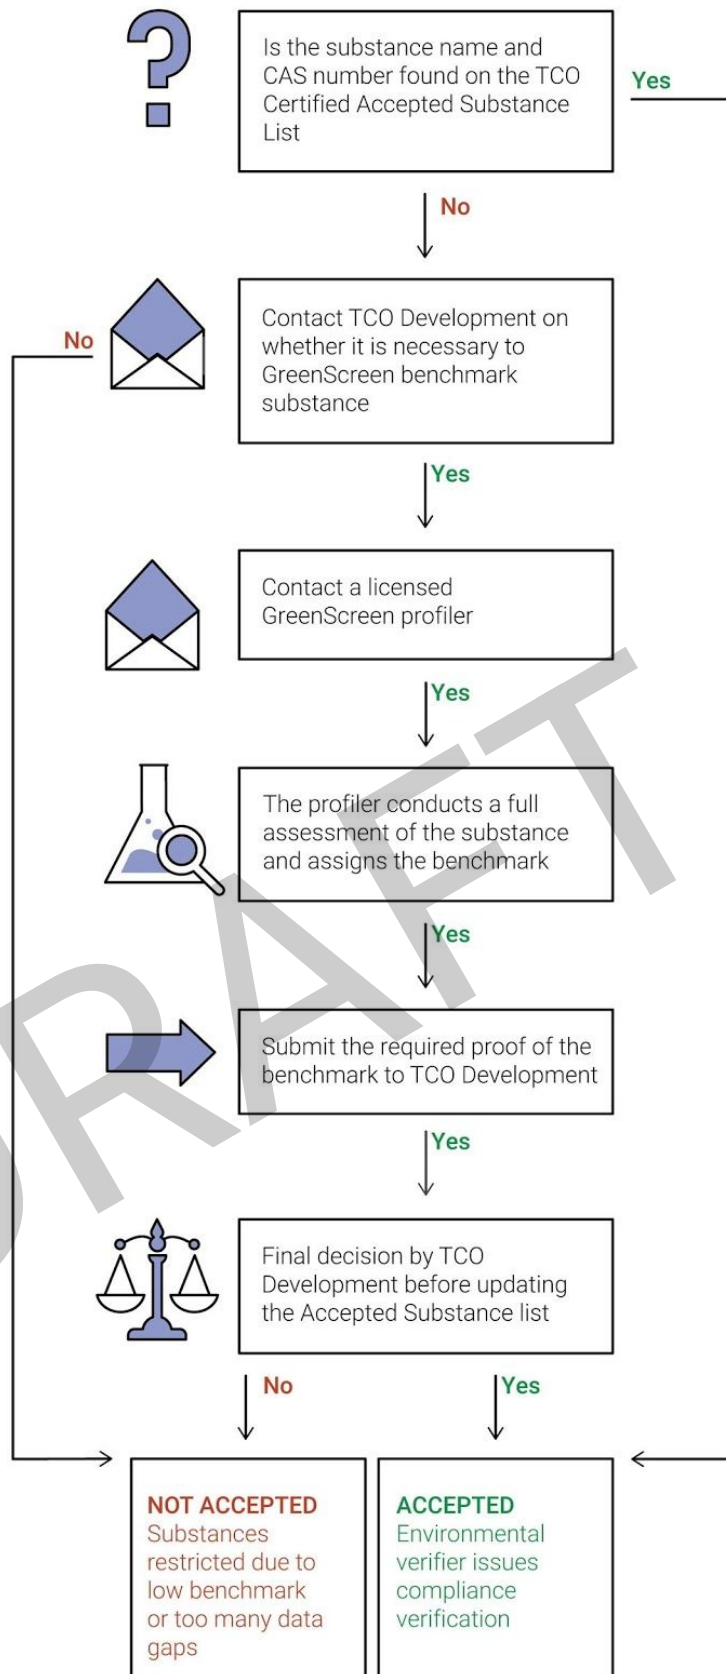 Is the substance name and
CAS number found on the TCO
Certified Accepted Substance
List
Yes
No
Contact TCO Development on
whether it is necessary to
GreenScreen benchmark
substance
No
Yes
Contact a licensed
GreenScreen profiler
Yes
The profiler conducts a full
assessment of the substance
and assigns the benchmark
Yes
Submit the required proof of the
benchmark to TCO Development
Yes
Final decision by TCO
Development before updating
the Accepted Substance list
No
Yes
NOT ACCEPTED
Substances
restricted due to
low benchmark
or too many data
gaps
ACCEPTED
Environmental
verifier issues
compliance
verification
DRAFT